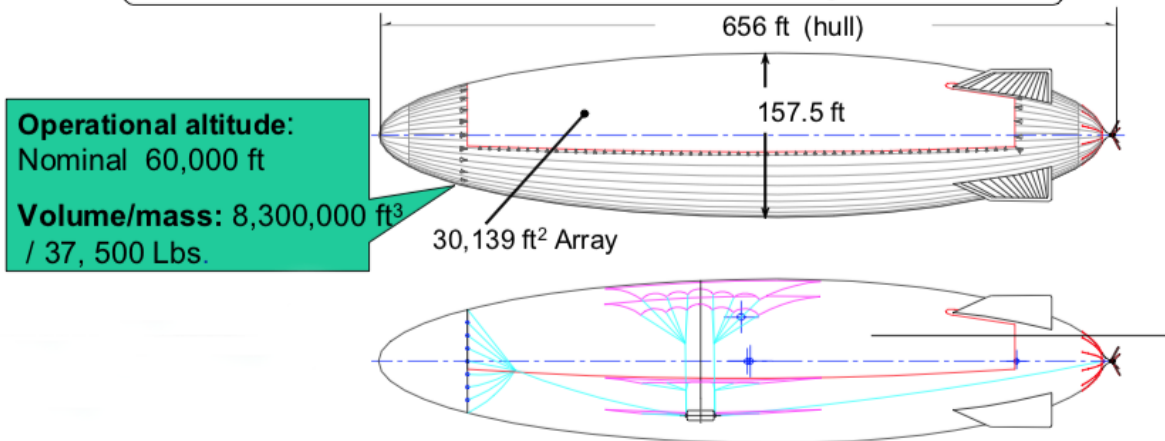 656 ft (hull)
157.5 ft
Operational altitude:
Nominal 60,000 ft
Volume/mass: 8,300,000 ft³
/ 37, 500 Lbs.
30,139 ft² Array